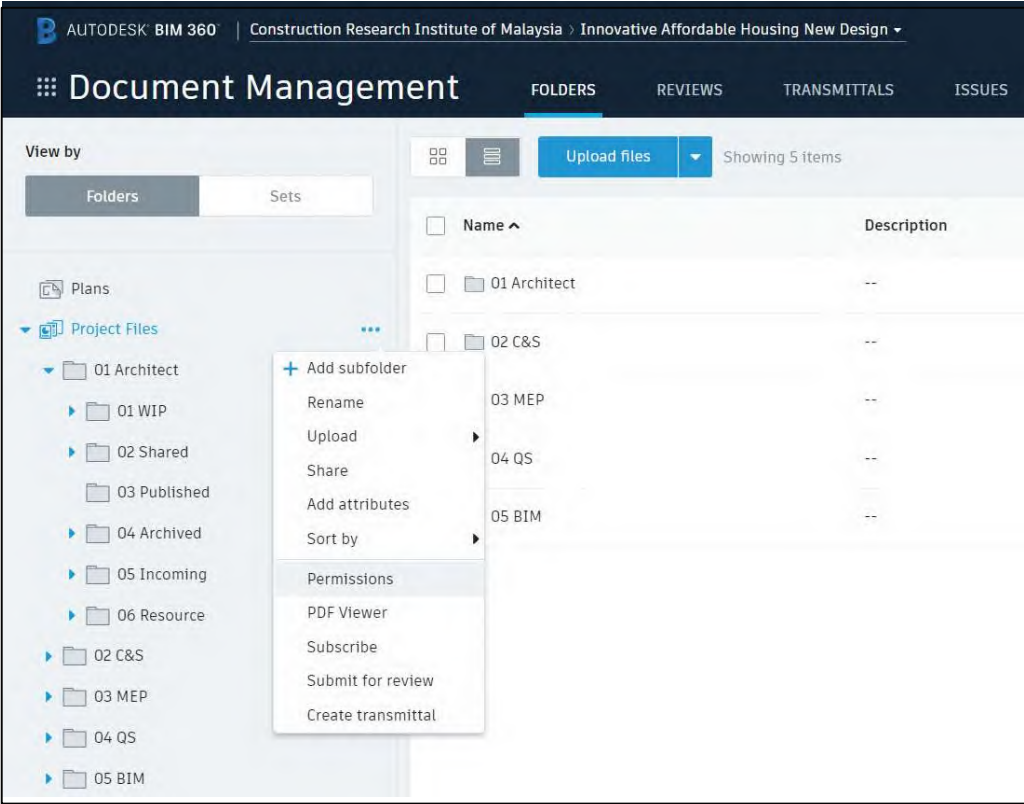 AUTODESK® BIM 360™ | Construction Research Institute of Malaysia > Innovative Affordable Housing New Design
Document Management
FOLDERS REVIEWS TRANSMITTALS ISSUES
View by
Folders Sets
Plans
Project Files
01 Architect
01 WIP
02 Shared
03 Published
04 Archived
05 Incoming
06 Resource
02 C&S
03 MEP
04 QS
05 BIM
Add subfolder
Rename
Upload
Share
Add attributes
Sort by
Permissions
PDF Viewer
Subscribe
Submit for review
Create transmittal
Upload files Showing 5 items
Name Description
01 Architect --
02 C&S --
03 MEP --
04 QS --
05 BIM --